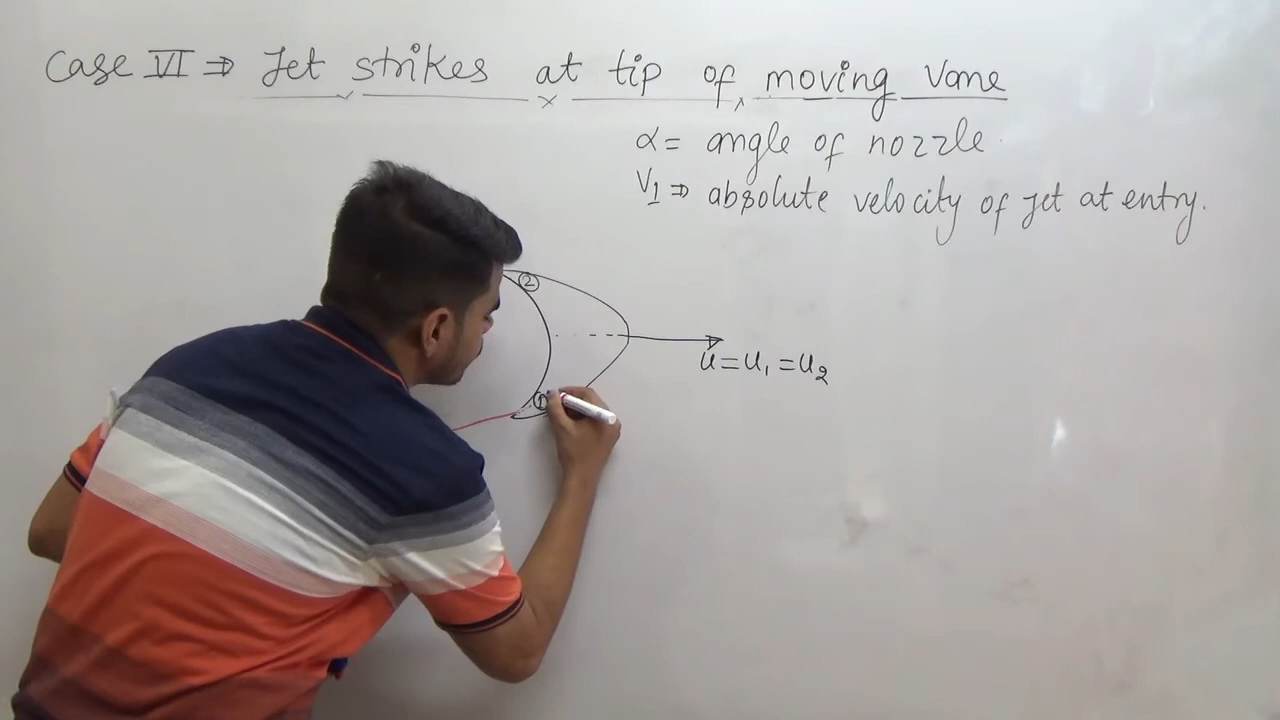 Case VI ⇒ Jet strikes at tip of moving Vane
α = angle of nozzle
V1 ⇒ absolute velocity of jet at entry.
②
u = u1 = u2
①